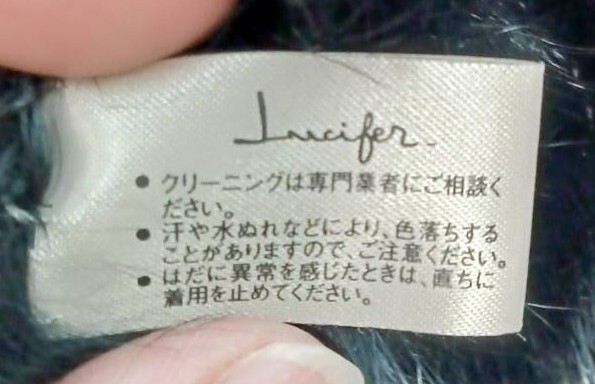 Lucifer.
● クリーニングは専門業者にご相談く
ださい。
● 汗や水ぬれなどにより、色落ちする
ことがありますので、ご注意ください。
● はだに異常を感じたときは、直ちに
着用を止めてください。